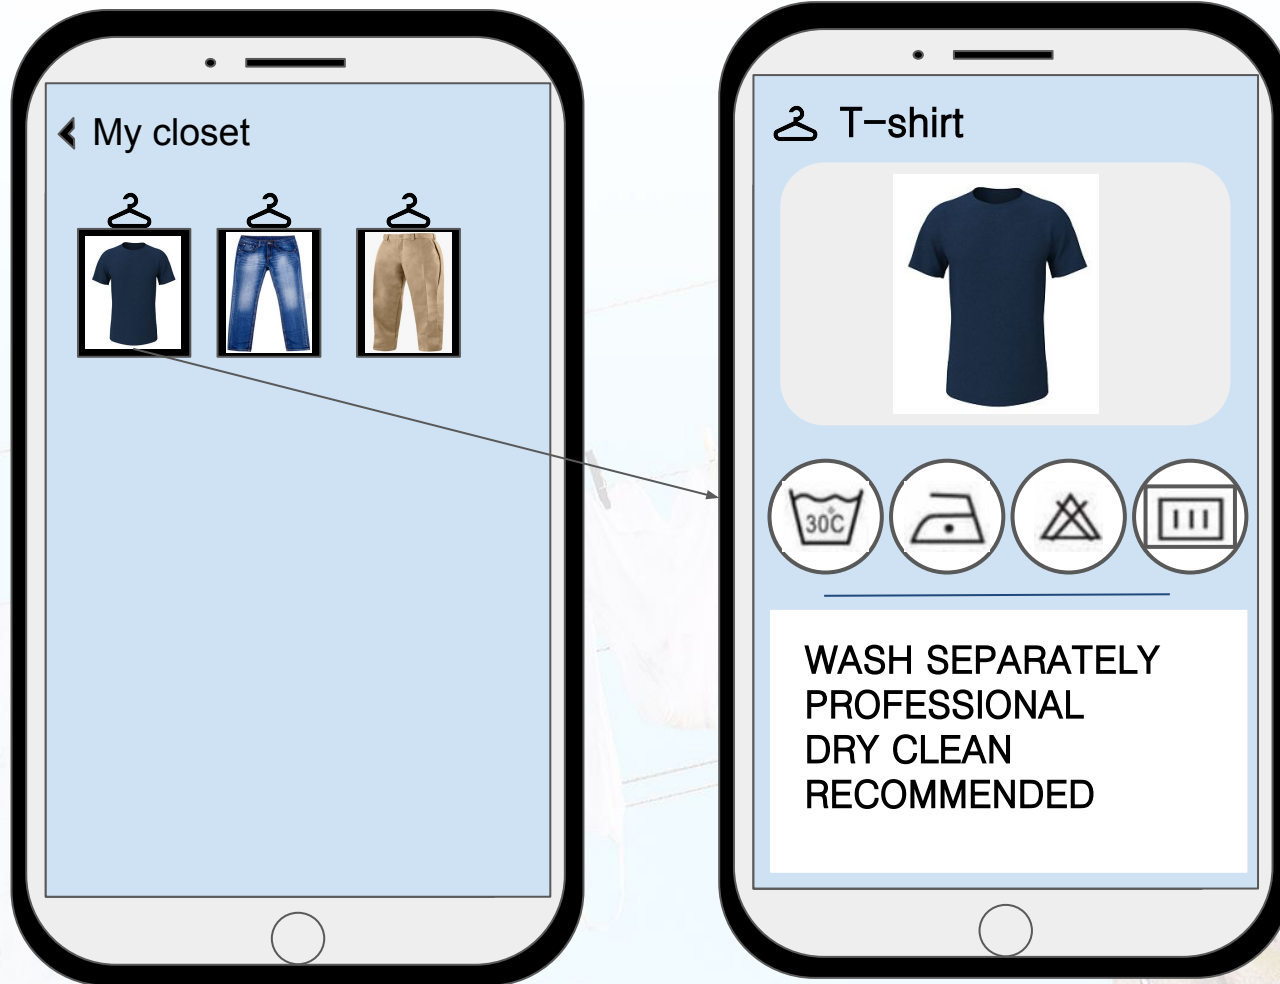 My closet
T-shirt
30°C
WASH SEPARATELY
PROFESSIONAL
DRY CLEAN
RECOMMENDED